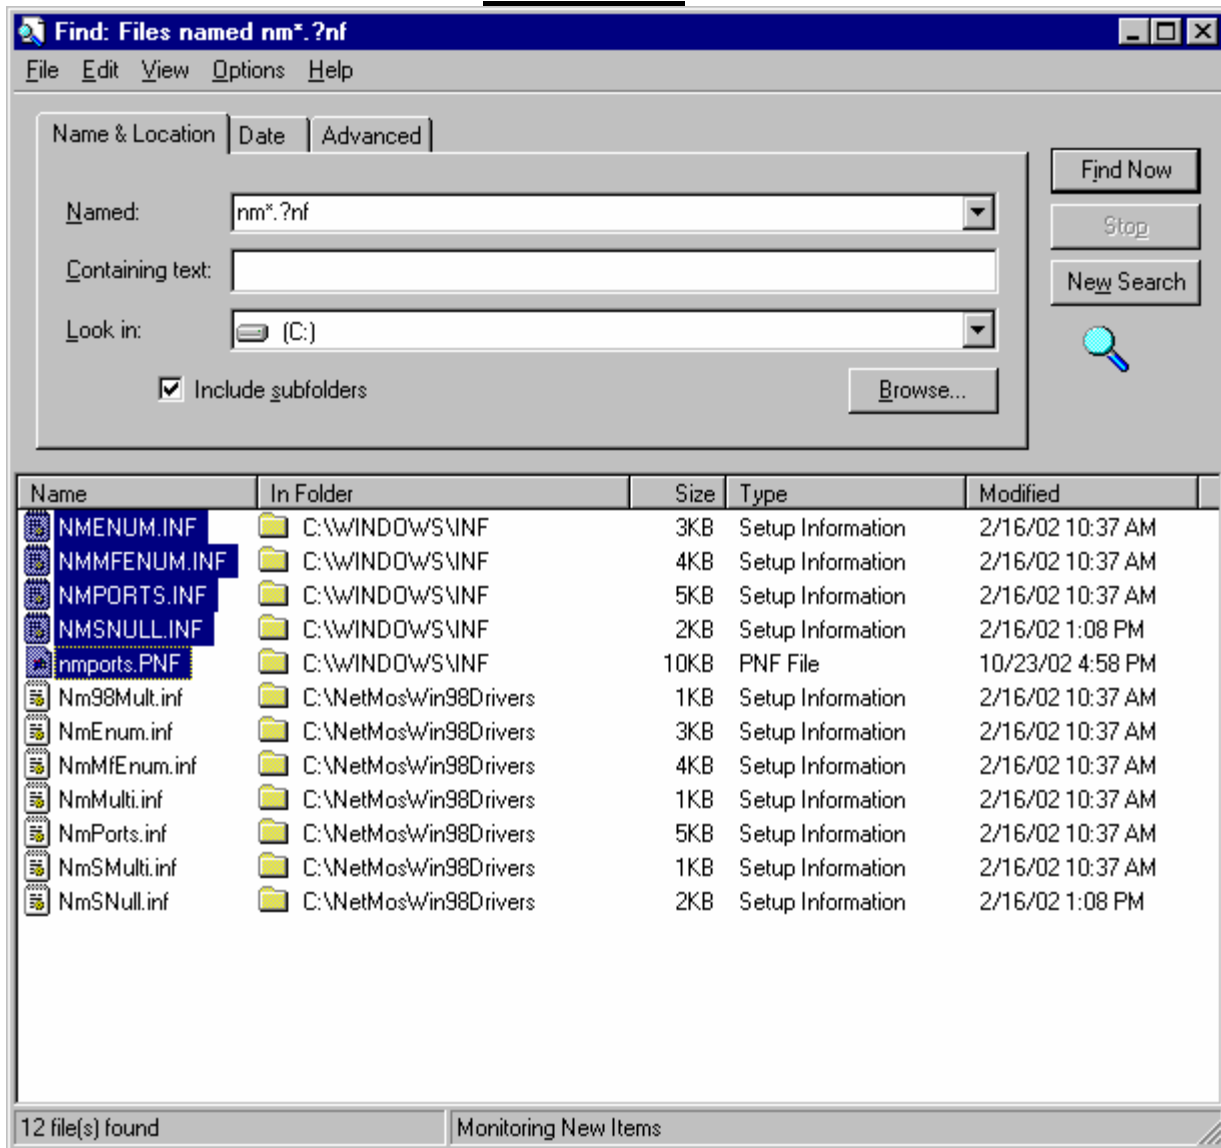 Find: Files named nm*.?nf
File Edit View Options Help
Name & Location Date Advanced
Find Now
Named: nm*.?nf
Stop
Containing text:
New Search
Look in: (C:)
Include subfolders Browse...
Name In Folder Size Type Modified
NMENUM.INF C:\WINDOWS\INF 3KB Setup Information 2/16/02 10:37 AM
NMMFENUM.INF C:\WINDOWS\INF 4KB Setup Information 2/16/02 10:37 AM
NMPORTS.INF C:\WINDOWS\INF 5KB Setup Information 2/16/02 10:37 AM
NMSNULL.INF C:\WINDOWS\INF 2KB Setup Information 2/16/02 1:08 PM
nmports.PNF C:\WINDOWS\INF 10KB PNF File 10/23/02 4:58 PM
Nm98Mult.inf C:\NetMosWin98Drivers 1KB Setup Information 2/16/02 10:37 AM
NmEnum.inf C:\NetMosWin98Drivers 3KB Setup Information 2/16/02 10:37 AM
NmMfEnum.inf C:\NetMosWin98Drivers 4KB Setup Information 2/16/02 10:37 AM
NmMulti.inf C:\NetMosWin98Drivers 1KB Setup Information 2/16/02 10:37 AM
NmPorts.inf C:\NetMosWin98Drivers 5KB Setup Information 2/16/02 10:37 AM
NmSMulti.inf C:\NetMosWin98Drivers 1KB Setup Information 2/16/02 10:37 AM
NmSNull.inf C:\NetMosWin98Drivers 2KB Setup Information 2/16/02 1:08 PM
12 file(s) found Monitoring New Items